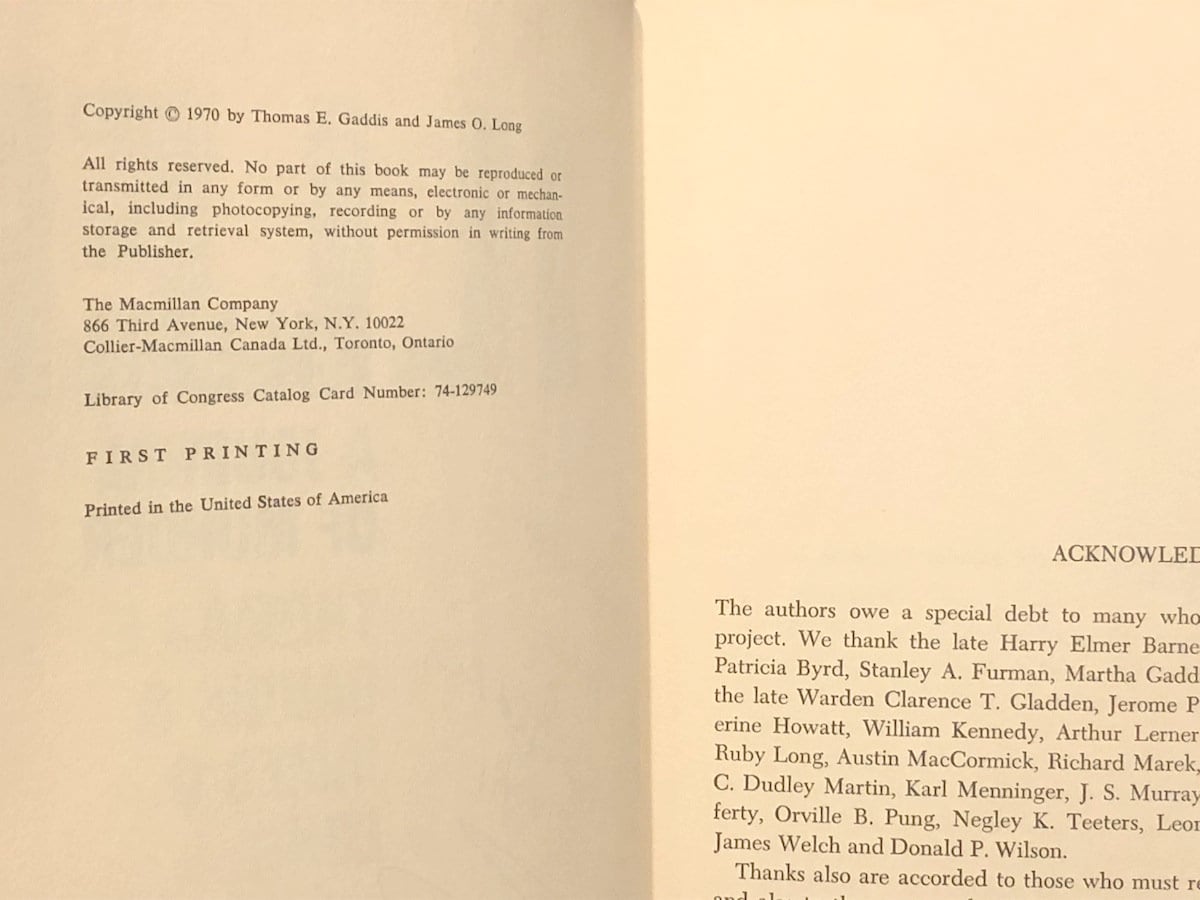 Copyright © 1970 by Thomas E. Gaddis and James O. Long
All rights reserved. No part of this book may be reproduced or
transmitted in any form or by any means, electronic or mechan-
ical, including photocopying, recording or by any information
storage and retrieval system, without permission in writing from
the Publisher.
The Macmillan Company
866 Third Avenue, New York, N.Y. 10022
Collier-Macmillan Canada Ltd., Toronto, Ontario
Library of Congress Catalog Card Number: 74-129749
FIRST PRINTING
Printed in the United States of America
ACKNOWLED
The authors owe a special debt to many who
project. We thank the late Harry Elmer Barne
Patricia Byrd, Stanley A. Furman, Martha Gadd
the late Warden Clarence T. Gladden, Jerome P
erine Howatt, William Kennedy, Arthur Lerner
Ruby Long, Austin MacCormick, Richard Marek,
C. Dudley Martin, Karl Menninger, J. S. Murray
ferty, Orville B. Pung, Negley K. Teeters, Leon
James Welch and Donald P. Wilson.
Thanks also are accorded to those who must re